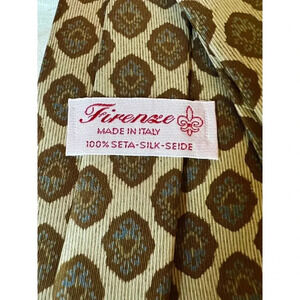 Firenze
MADE IN ITALY
100% SETA-SILK-SEIDE